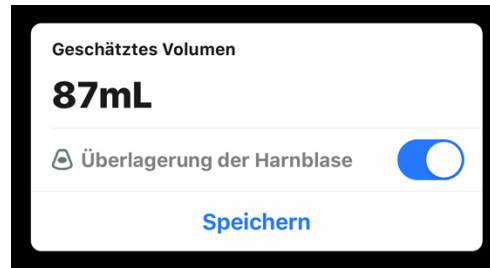 Geschätztes Volumen
87mL
Überlagerung der Harnblase
Speichern